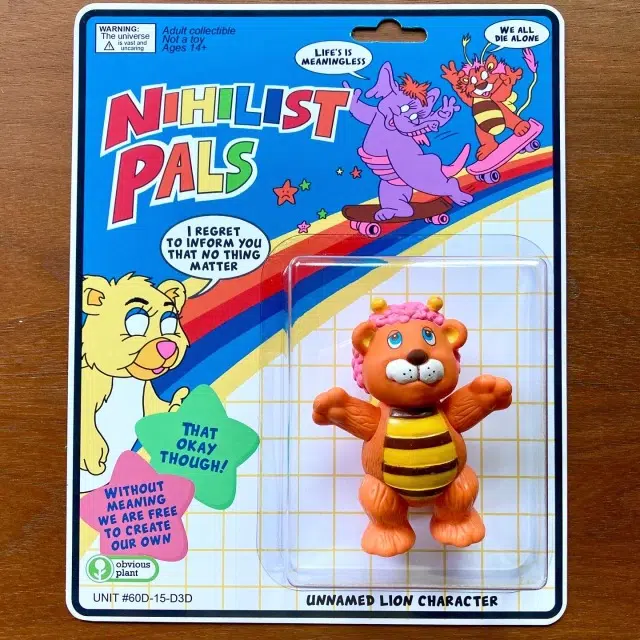 WARNING:
The universe
is vast and
uncaring
Adult collectible
Not a toy
Ages 14+
LIFE'S IS
MEANINGLESS
WE ALL
DIE ALONE
NIHILIST
PALS
I REGRET
TO INFORM YOU
THAT NO THING
MATTER
THAT
OKAY
THOUGH!
WITHOUT
MEANING
WE ARE FREE
TO CREATE
OUR OWN
obvious
plant
UNIT #60D-15-D3D
UNNAMED LION CHARACTER